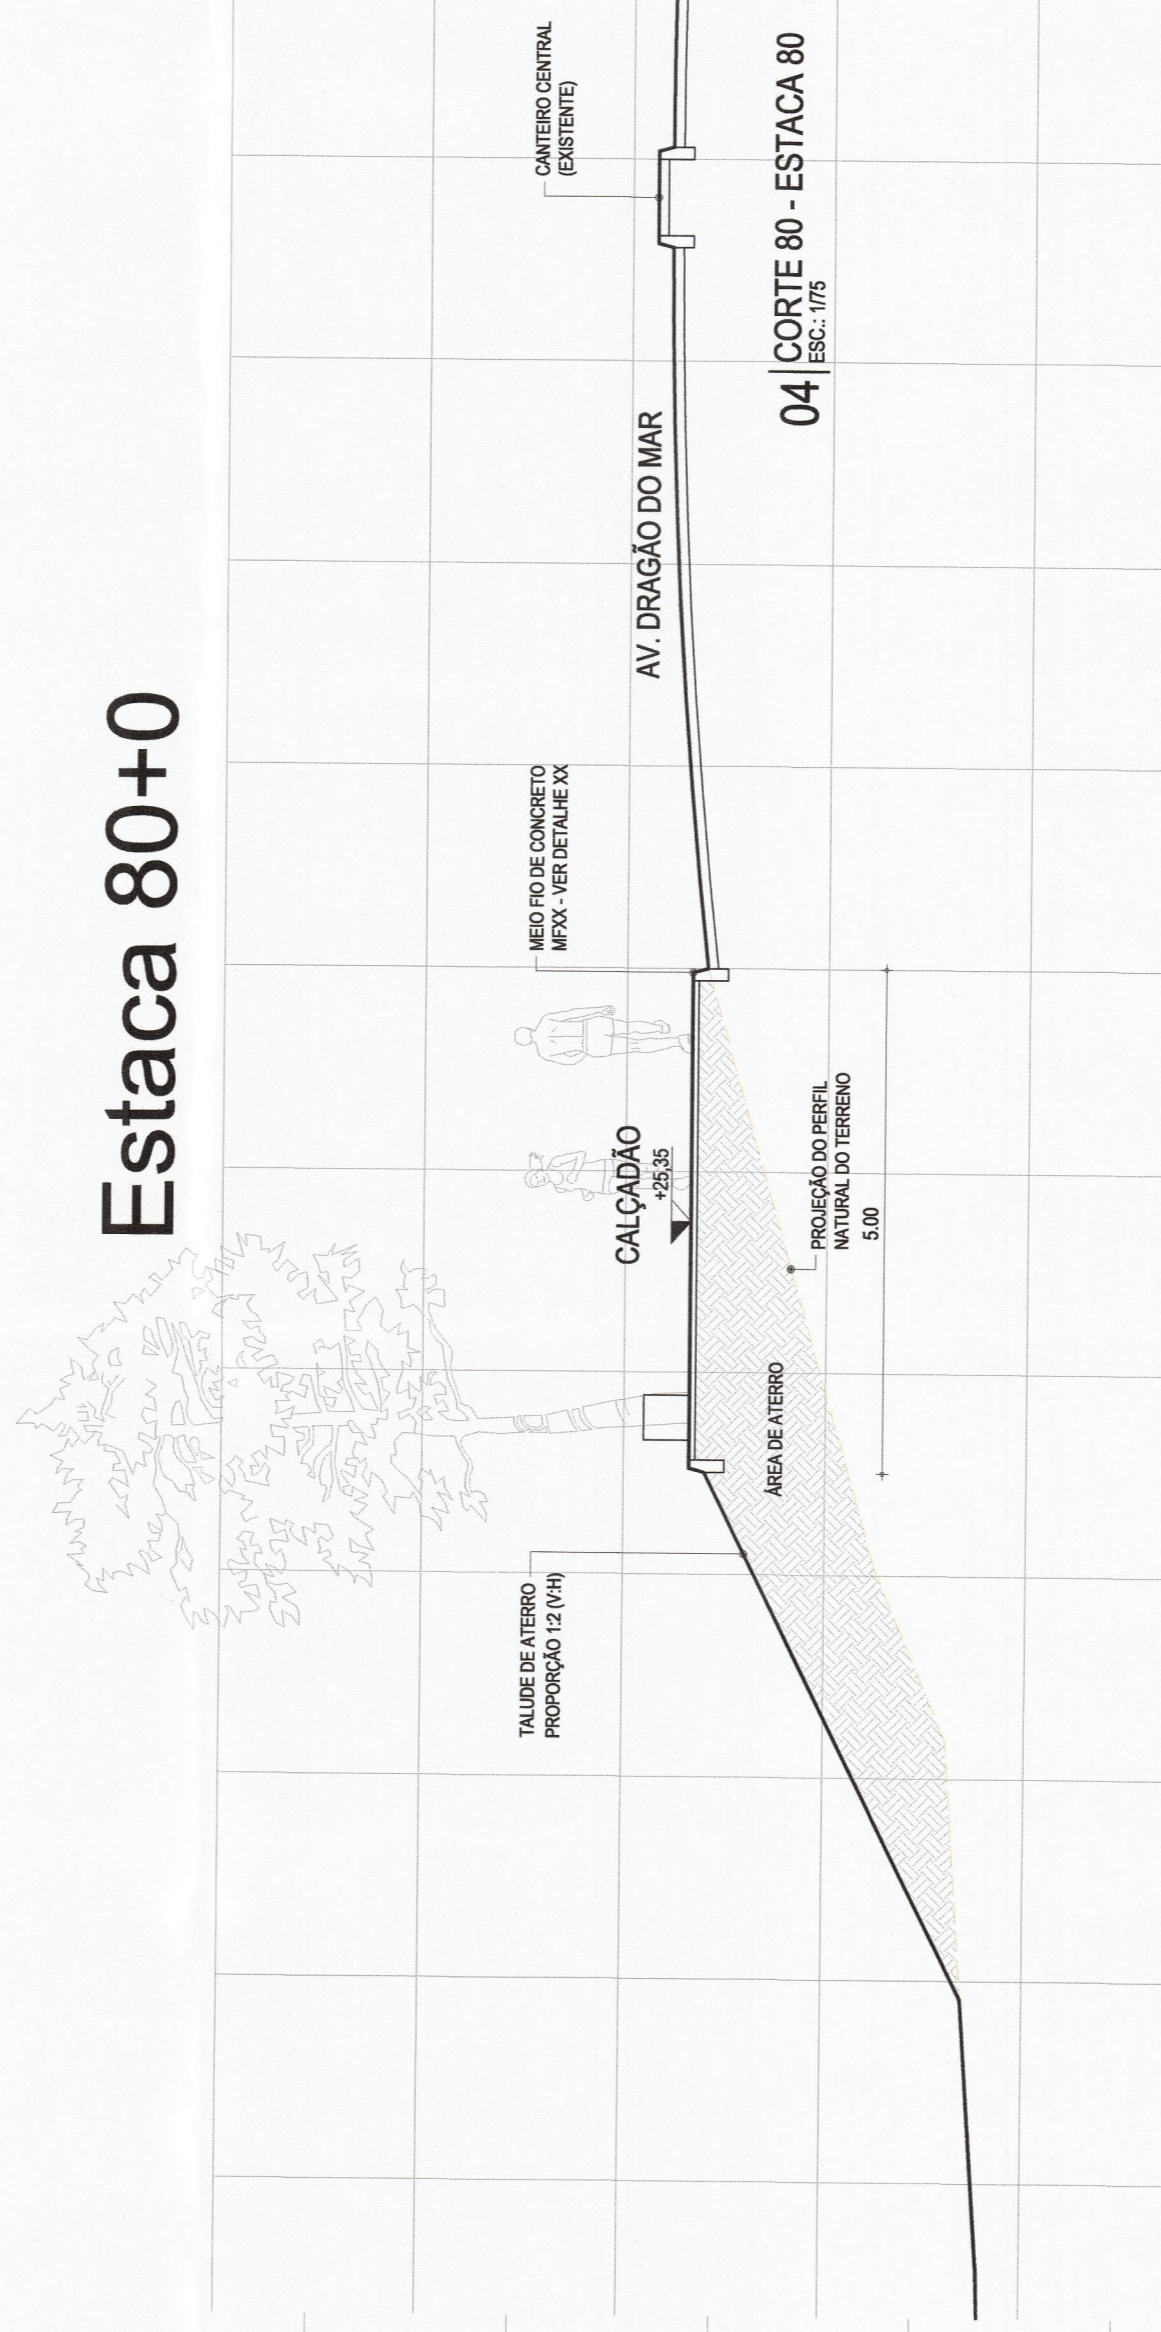 Estaca 80+0
TALUDE DE ATERRO
PROPORÇÃO 1:2 (V:H)
MEIO FIO DE CONCRETO
MFXX - VER DETALHE XX
CANTEIRO CENTRAL
(EXISTENTE)
CALÇADÃO
+25,35
AV. DRAGÃO DO MAR
ÁREA DE ATERRO
PROJEÇÃO DO PERFIL
NATURAL DO TERRENO
5.00
04 CORTE 80 - ESTACA 80
ESC.: 1/75